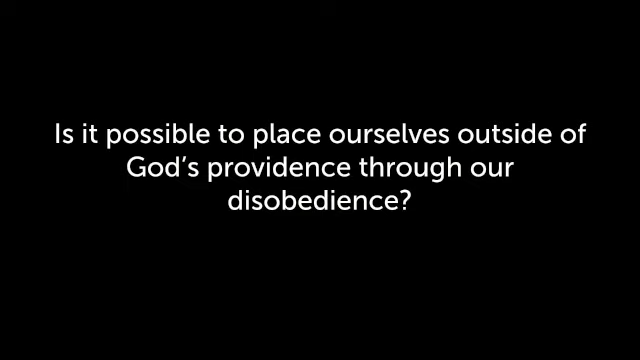 Is it possible to place ourselves outside of
God’s providence through our
disobedience?